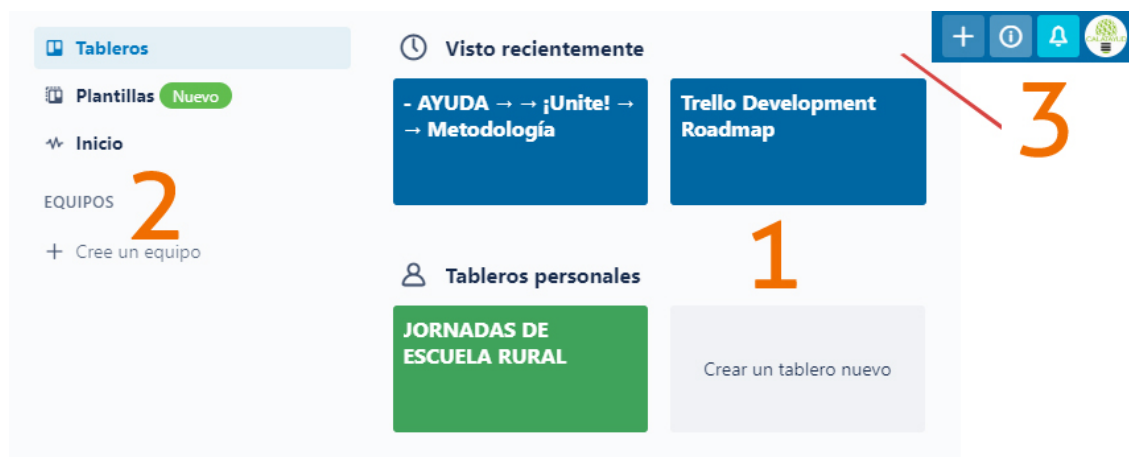 Tableros
Plantillas Nuevo
Inicio
2
EQUIPOS
+ Cree un equipo
Visto recientemente
- AYUDA → → ¡Unite! →
→ Metodología
Trello Development
Roadmap
1
Tableros personales
JORNADAS DE
ESCUELA RURAL
Crear un tablero nuevo
3
CALATAYUD